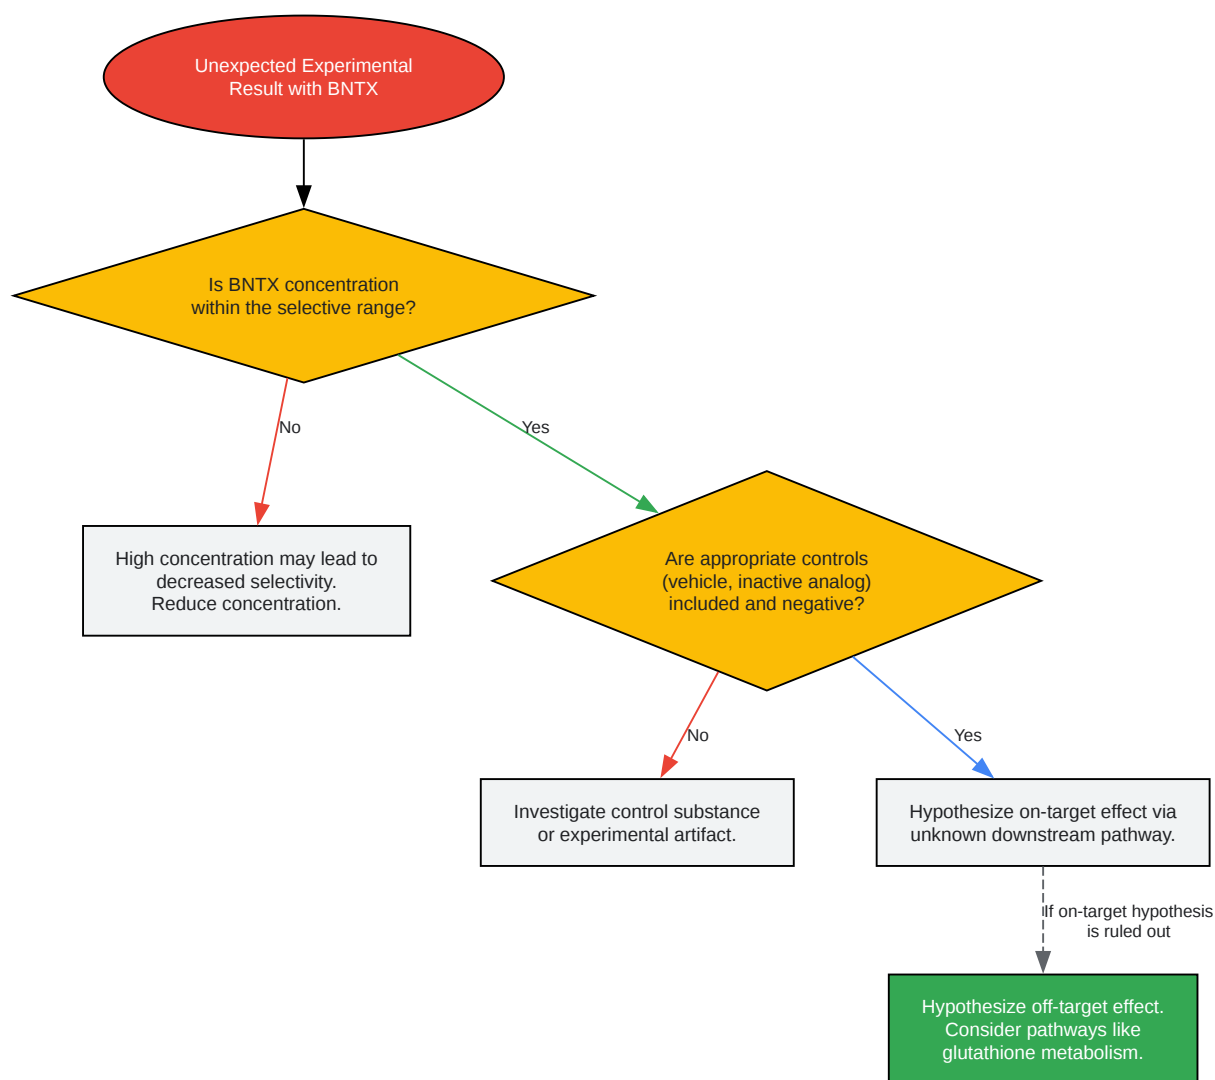 Unexpected Experimental
Result with BNTX
Is BNTX concentration
within the selective range?
No
Yes
High concentration may lead to
decreased selectivity.
Reduce concentration.
Are appropriate controls
(vehicle, inactive analog)
included and negative?
No
Yes
Investigate control substance
or experimental artifact.
Hypothesize on-target effect via
unknown downstream pathway.
If on-target hypothesis
is ruled out
Hypothesize off-target effect.
Consider pathways like
glutathione metabolism.